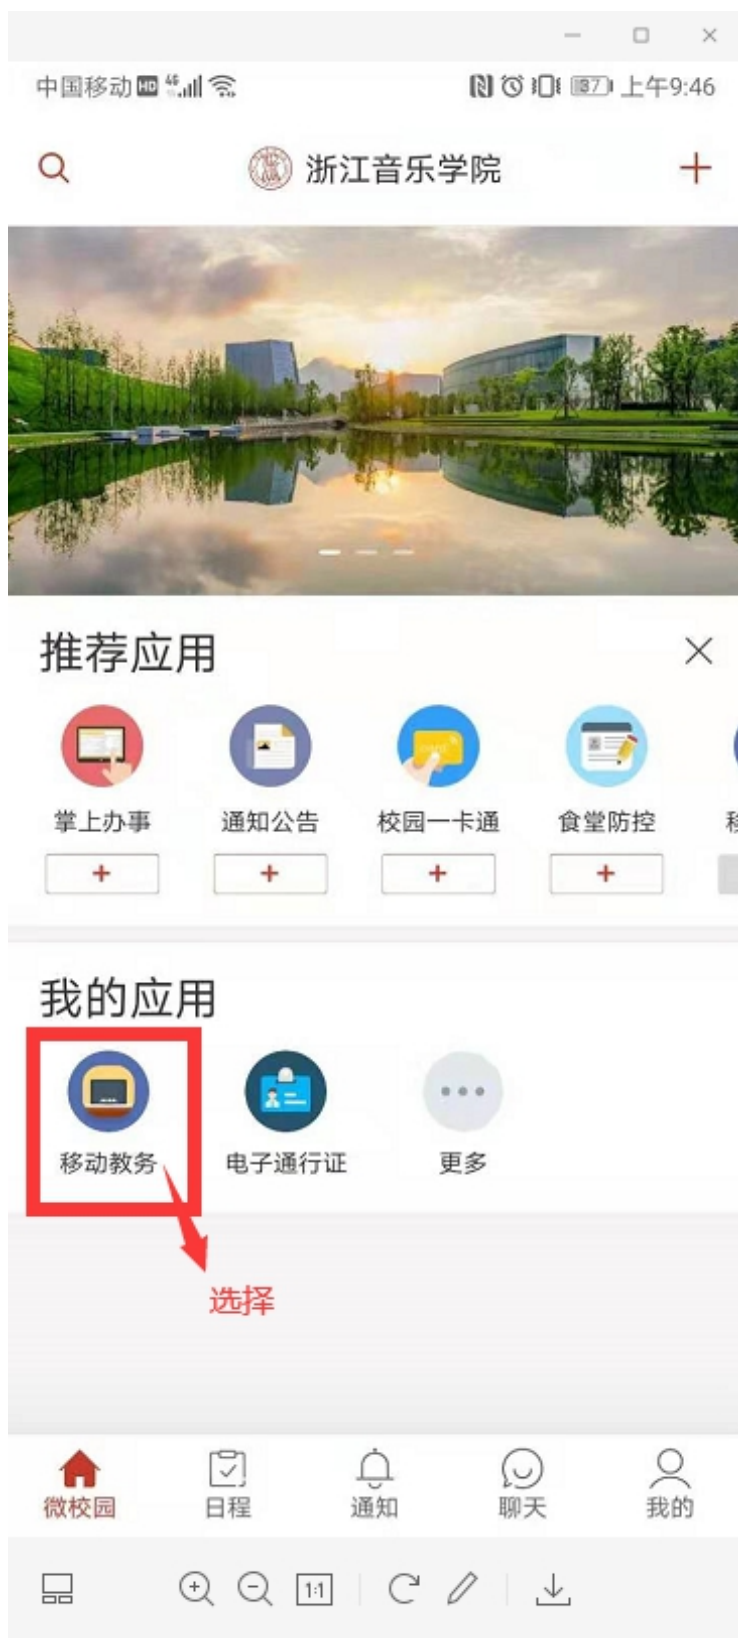 中国移动 HD 46 37 上午9:46
浙江音乐学院
推荐应用
掌上办事 通知公告 校园一卡通 食堂防控
+ + + +
我的应用
移动教务 电子通行证 更多
选择
微校园 日程 通知 聊天 我的
1:1